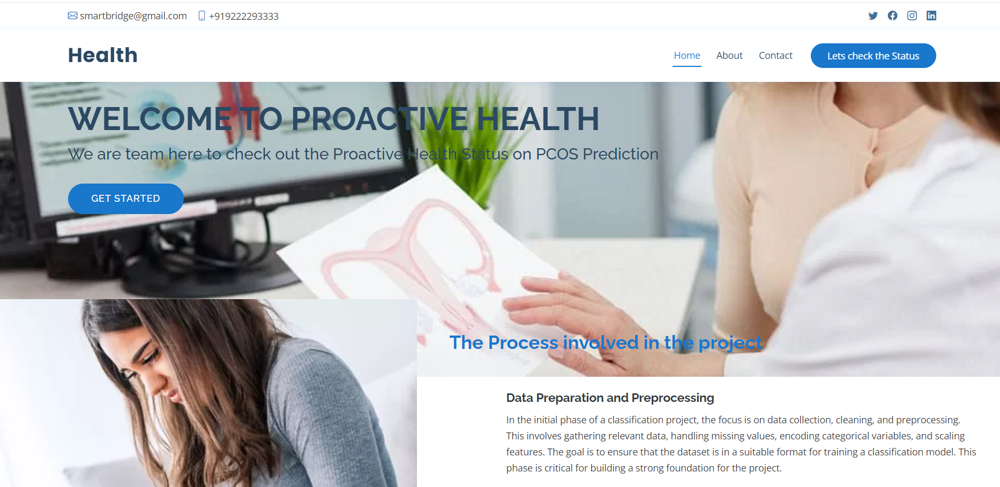 smartbridge@gmail.com +919222293333
Health
Home About Contact Lets check the Status
WELCOME TO PROACTIVE HEALTH
We are team here to check out the Proactive Health Status on PCOS Prediction
GET STARTED
The Process involved in the project
Data Preparation and Preprocessing
In the initial phase of a classification project, the focus is on data collection, cleaning, and preprocessing.
This involves gathering relevant data, handling missing values, encoding categorical variables, and scaling
features. The goal is to ensure that the dataset is in a suitable format for training a classification model. This
phase is critical for building a strong foundation for the project.